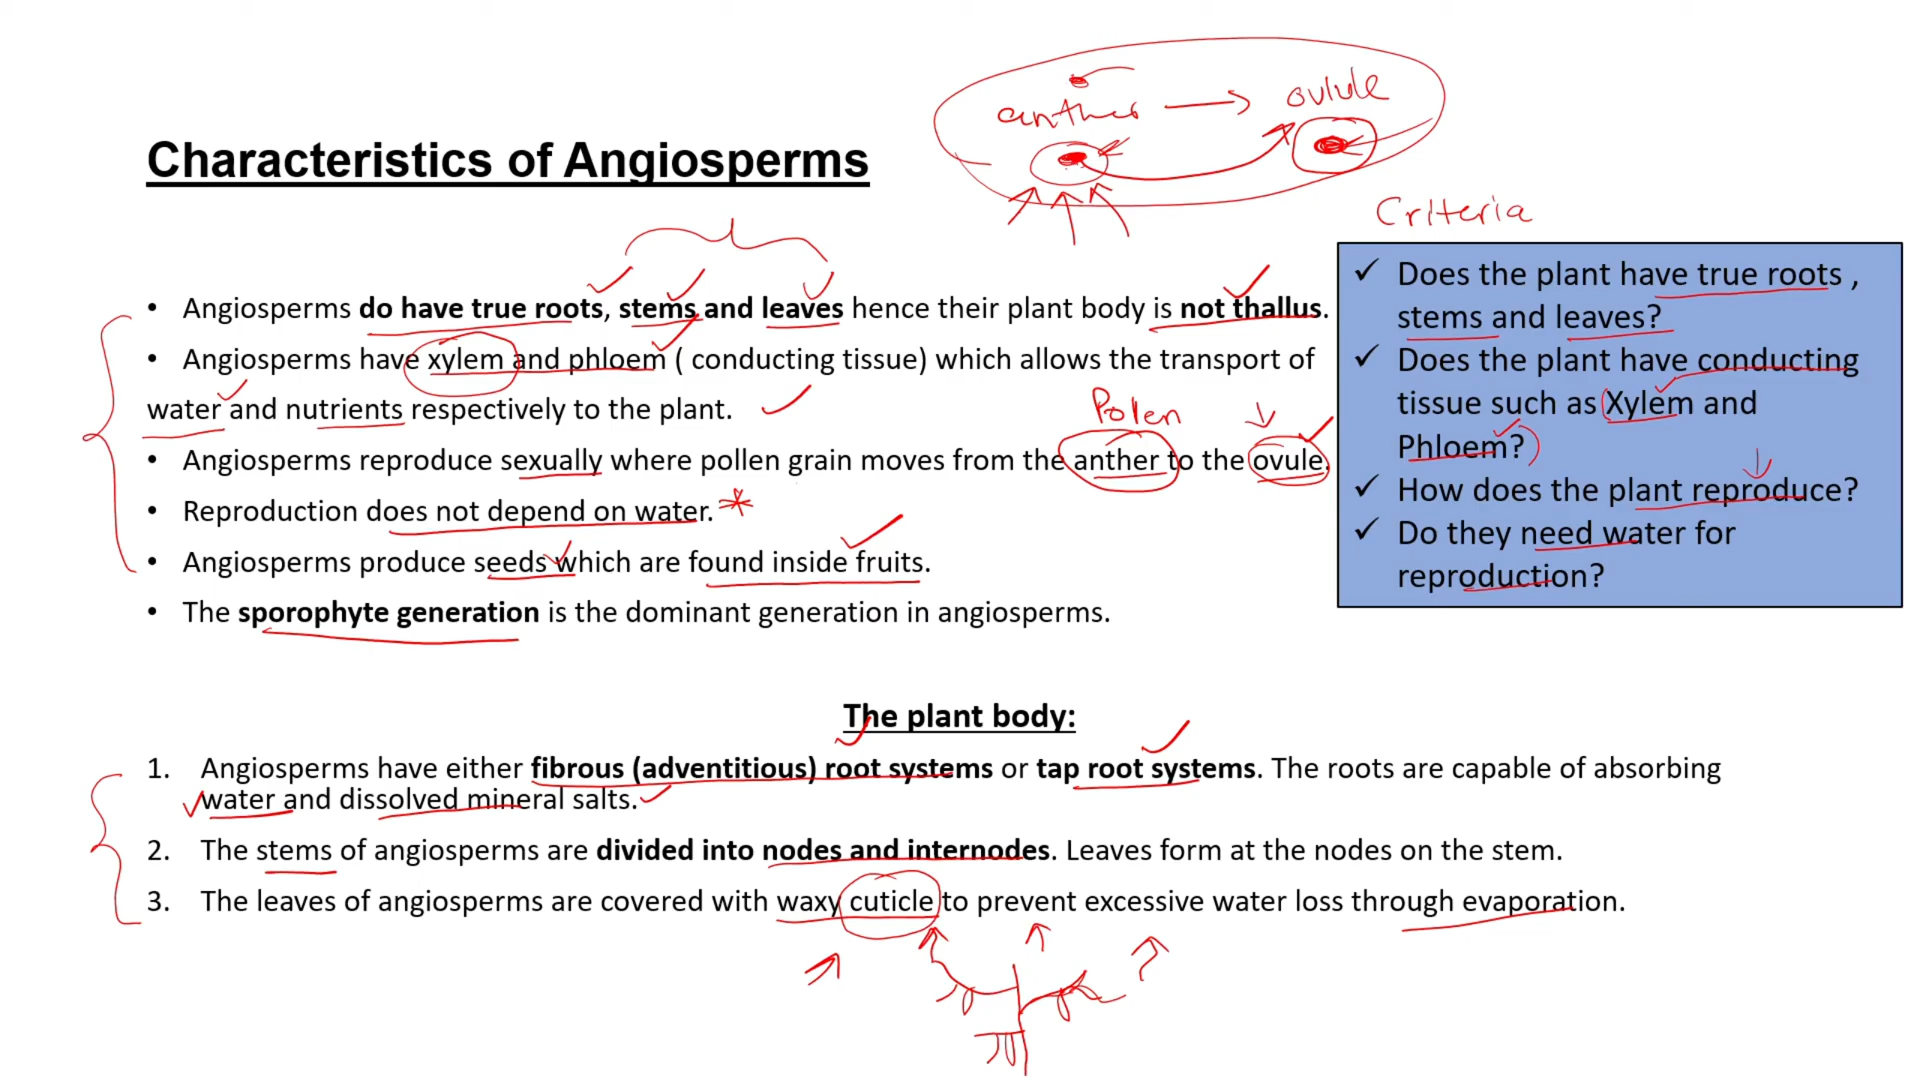 anther → ovule
Characteristics of Angiosperms
Criteria
• Angiosperms do have true roots, stems and leaves hence their plant body is not thallus.
• Angiosperms have xylem and phloem ( conducting tissue) which allows the transport of
water and nutrients respectively to the plant.
Polen
• Angiosperms reproduce sexually where pollen grain moves from the anther to the ovule.
• Reproduction does not depend on water. *
• Angiosperms produce seeds which are found inside fruits.
• The sporophyte generation is the dominant generation in angiosperms.
✓ Does the plant have true roots ,
stems and leaves?
✓ Does the plant have conducting
tissue such as Xylem and
Phloem?
✓ How does the plant reproduce?
✓ Do they need water for
reproduction?
The plant body:
1. Angiosperms have either fibrous (adventitious) root systems or tap root systems. The roots are capable of absorbing
water and dissolved mineral salts.
2. The stems of angiosperms are divided into nodes and internodes. Leaves form at the nodes on the stem.
3. The leaves of angiosperms are covered with waxy cuticle to prevent excessive water loss through evaporation.